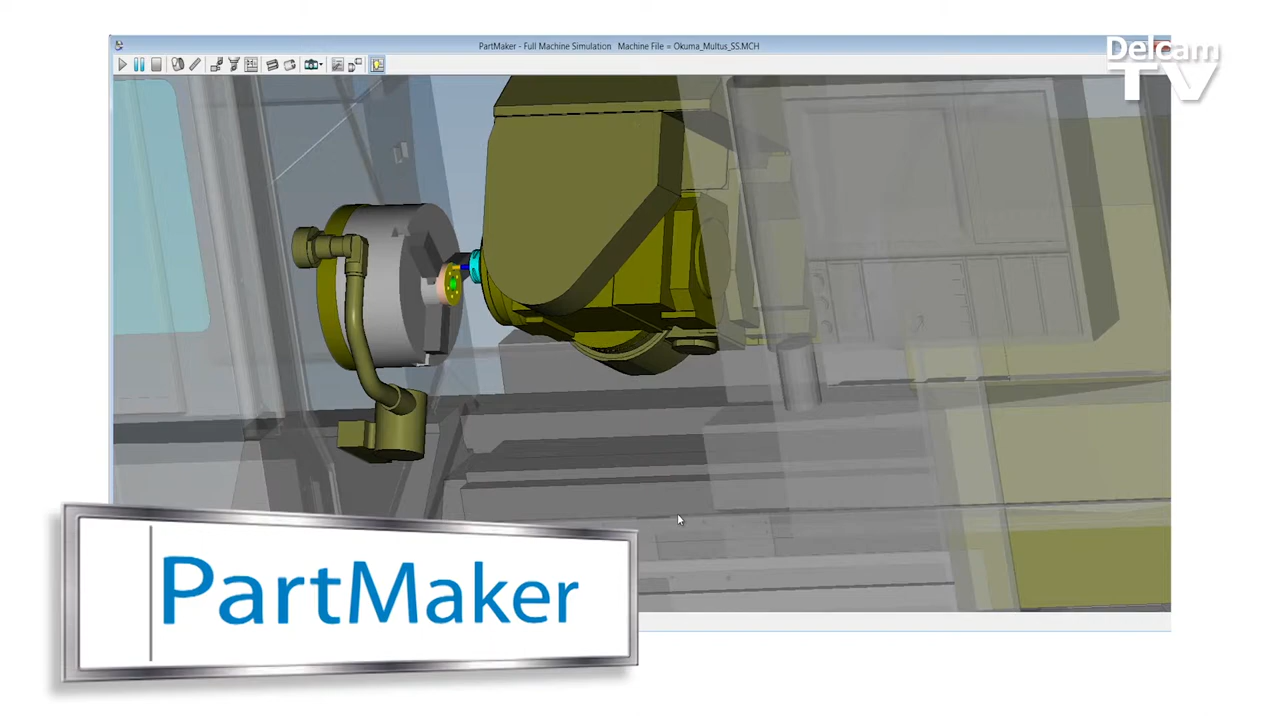 PartMaker - Full Machine Simulation   Machine File = Okuma_Multus_SS.MCH
Delcam
TV
PartMaker